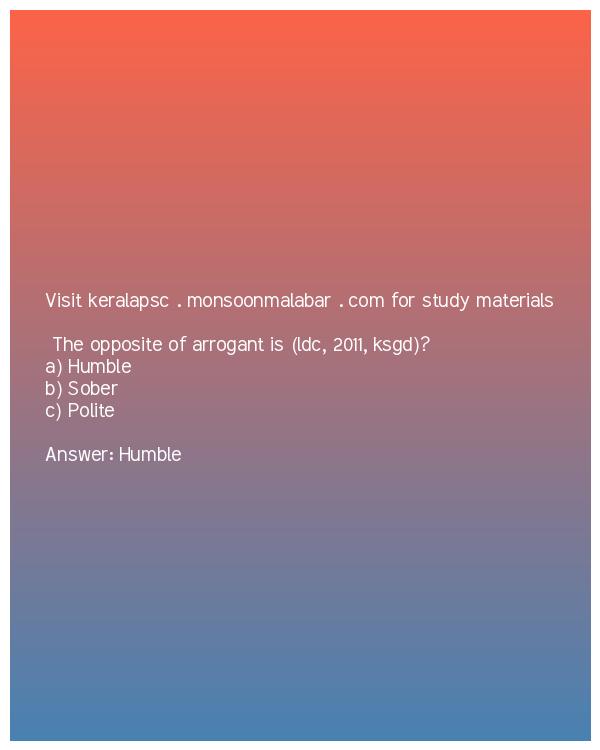 Visit keralapsc . monsoonmalabar . com for study materials
The opposite of arrogant is (ldc, 2011, ksgd)?
a) Humble
b) Sober
c) Polite
Answer: Humble